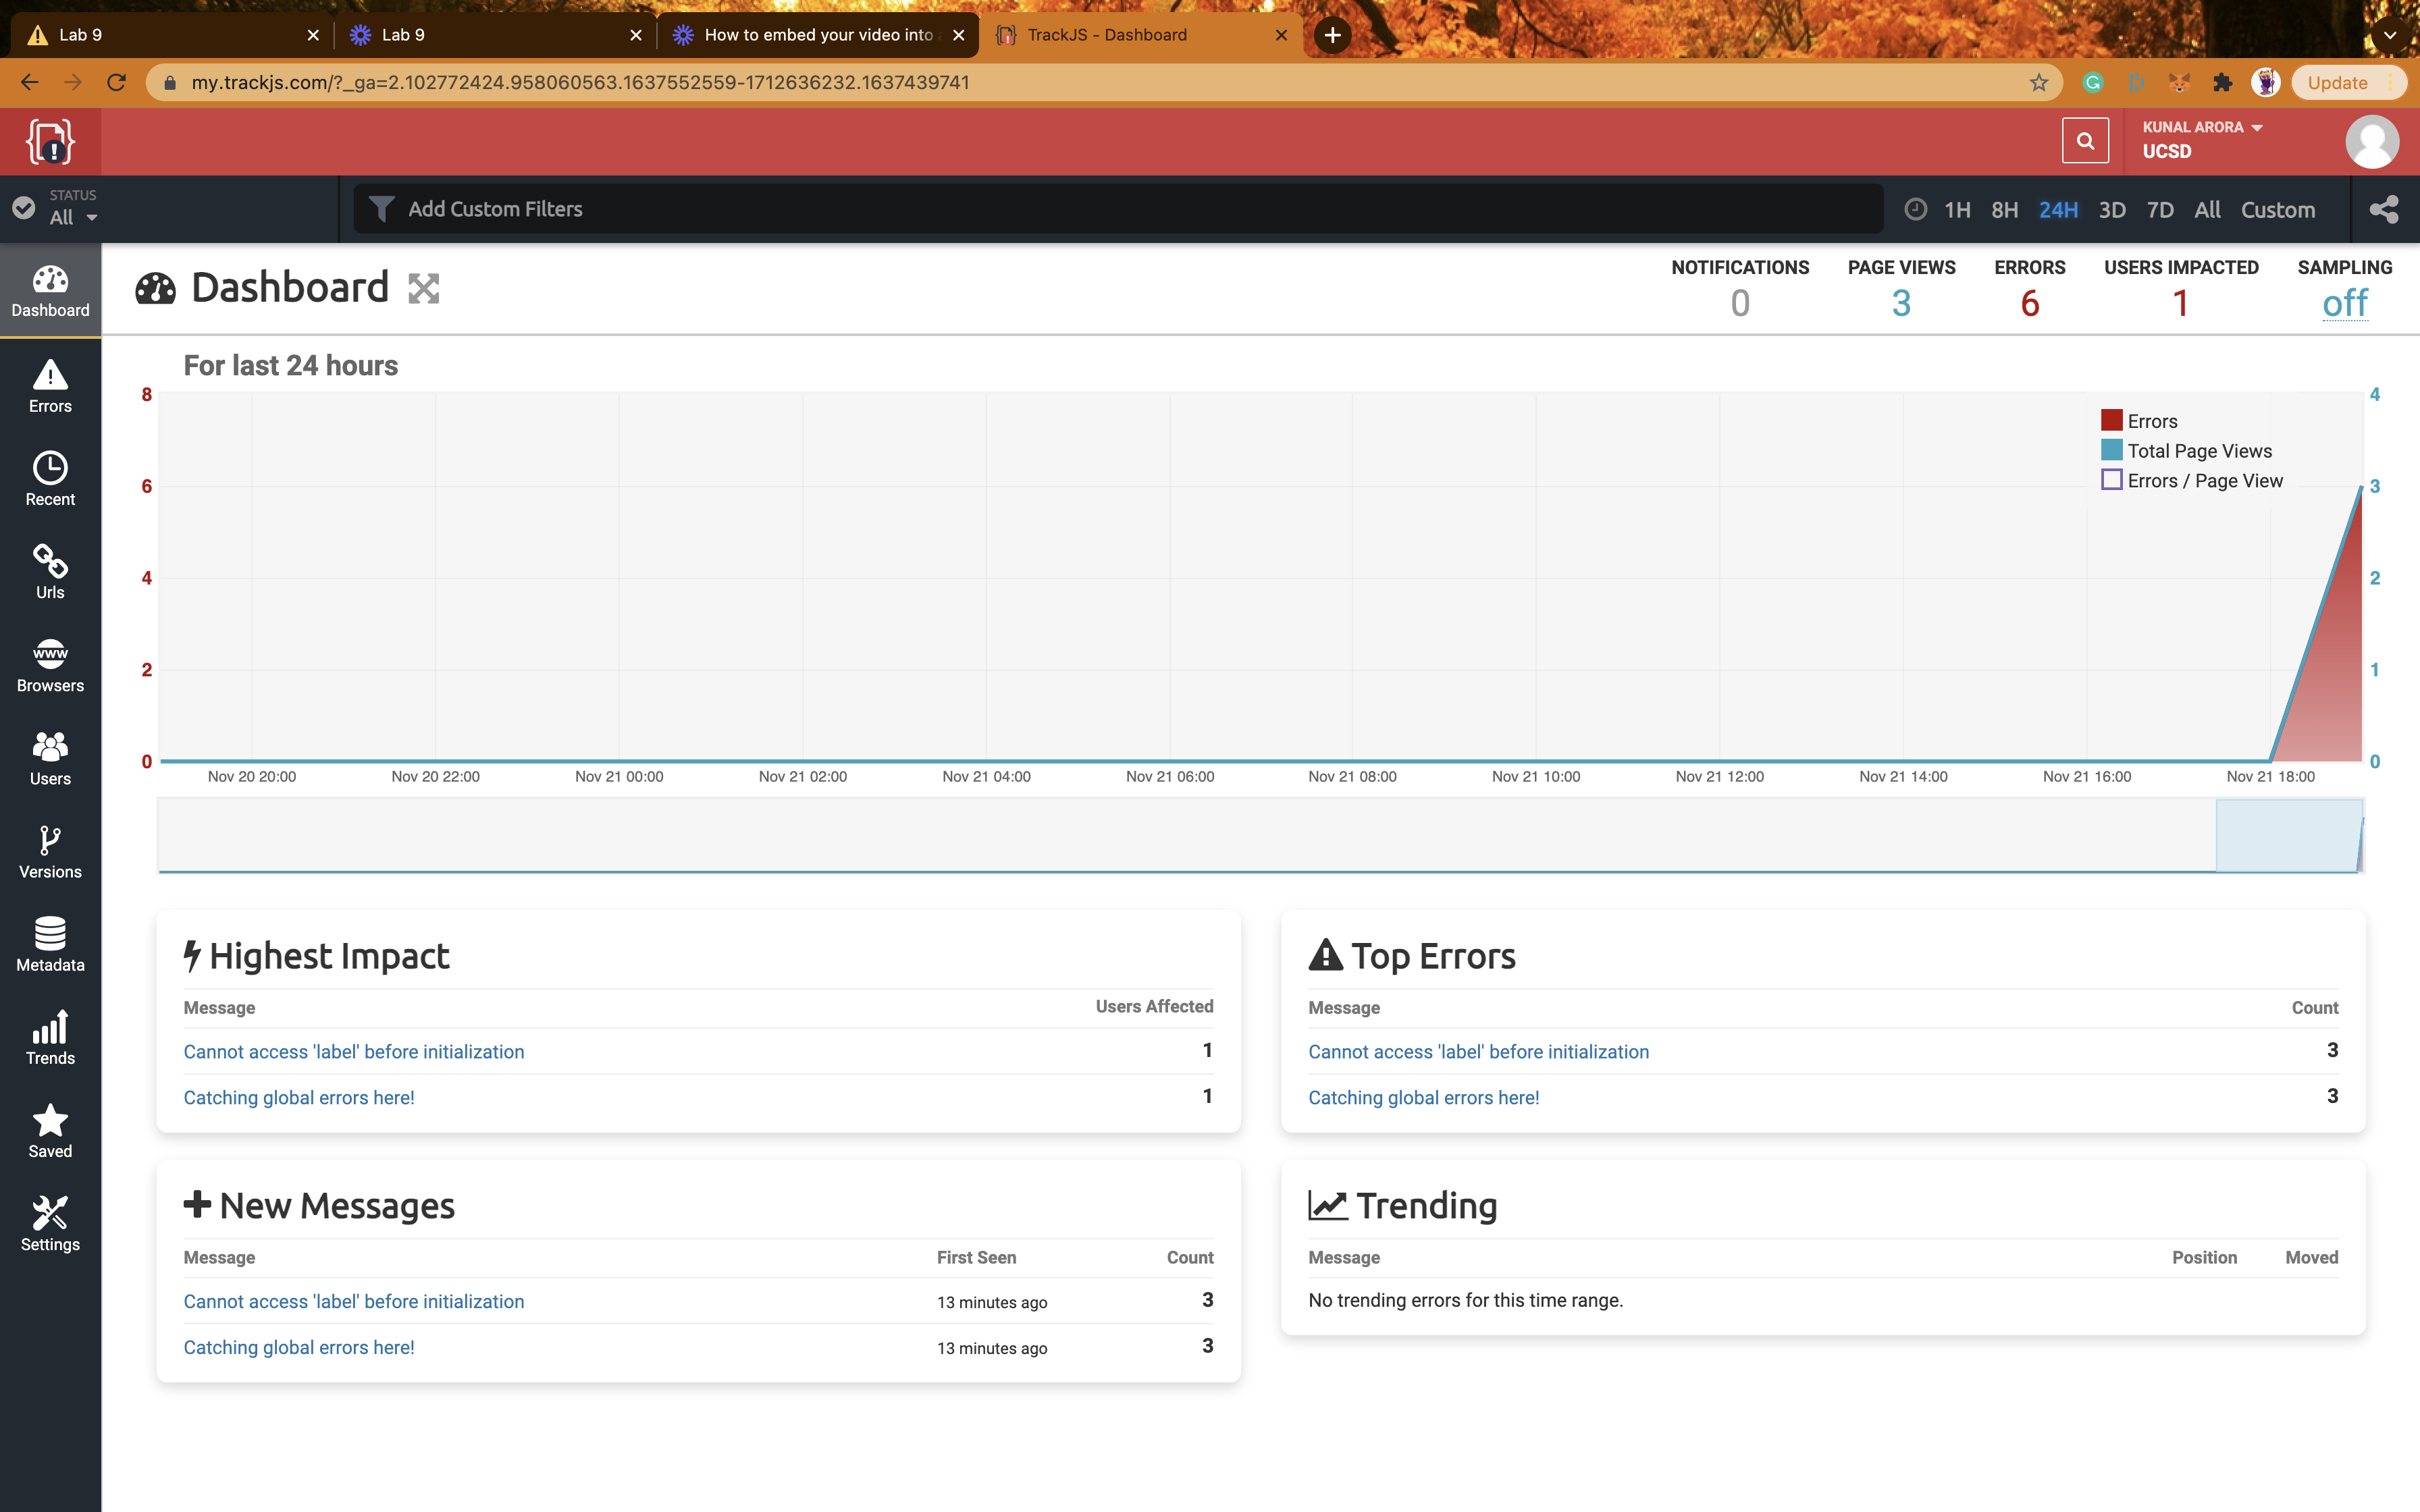 Lab 9
Lab 9
How to embed your video into
TrackJS - Dashboard
my.trackjs.com/?_ga=2.102772424.958060563.1637552559-1712636232.1637439741
Update
KUNAL ARORA
UCSD
STATUS
All
Add Custom Filters
1H 8H 24H 3D 7D All Custom
Dashboard
Errors
Recent
Urls
www
Browsers
Users
Versions
Metadata
Trends
Saved
Settings
Dashboard
NOTIFICATIONS
0
PAGE VIEWS
3
ERRORS
6
USERS IMPACTED
1
SAMPLING
off
For last 24 hours
8
6
4
2
0
4
3
2
1
0
Errors
Total Page Views
Errors / Page View
Nov 20 20:00 Nov 20 22:00 Nov 21 00:00 Nov 21 02:00 Nov 21 04:00 Nov 21 06:00 Nov 21 08:00 Nov 21 10:00 Nov 21 12:00 Nov 21 14:00 Nov 21 16:00 Nov 21 18:00
Highest Impact
Message Users Affected
Cannot access 'label' before initialization 1
Catching global errors here! 1
Top Errors
Message Count
Cannot access 'label' before initialization 3
Catching global errors here! 3
New Messages
Message First Seen Count
Cannot access 'label' before initialization 13 minutes ago 3
Catching global errors here! 13 minutes ago 3
Trending
Message Position Moved
No trending errors for this time range.